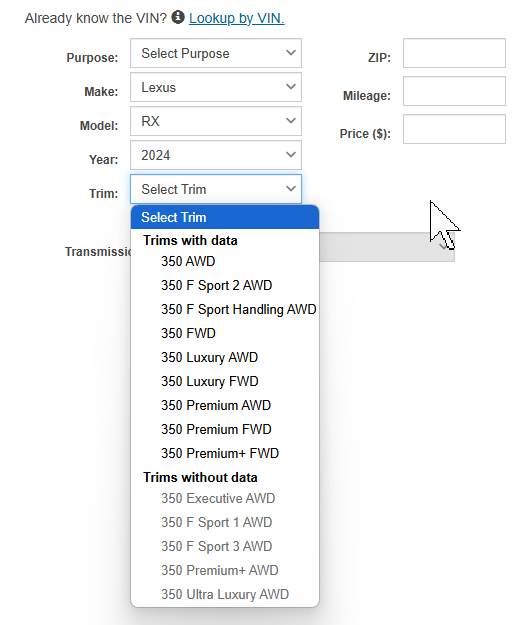 Already know the VIN? Lookup by VIN.
Purpose: Select Purpose
ZIP:
Make: Lexus
Mileage:
Model: RX
Price ($):
Year: 2024
Trim: Select Trim
Select Trim
Trims with data
350 AWD
350 F Sport 2 AWD
350 F Sport Handling AWD
350 FWD
350 Luxury AWD
350 Luxury FWD
350 Premium AWD
350 Premium FWD
350 Premium+ FWD
Trims without data
350 Executive AWD
350 F Sport 1 AWD
350 F Sport 3 AWD
350 Premium+ AWD
350 Ultra Luxury AWD